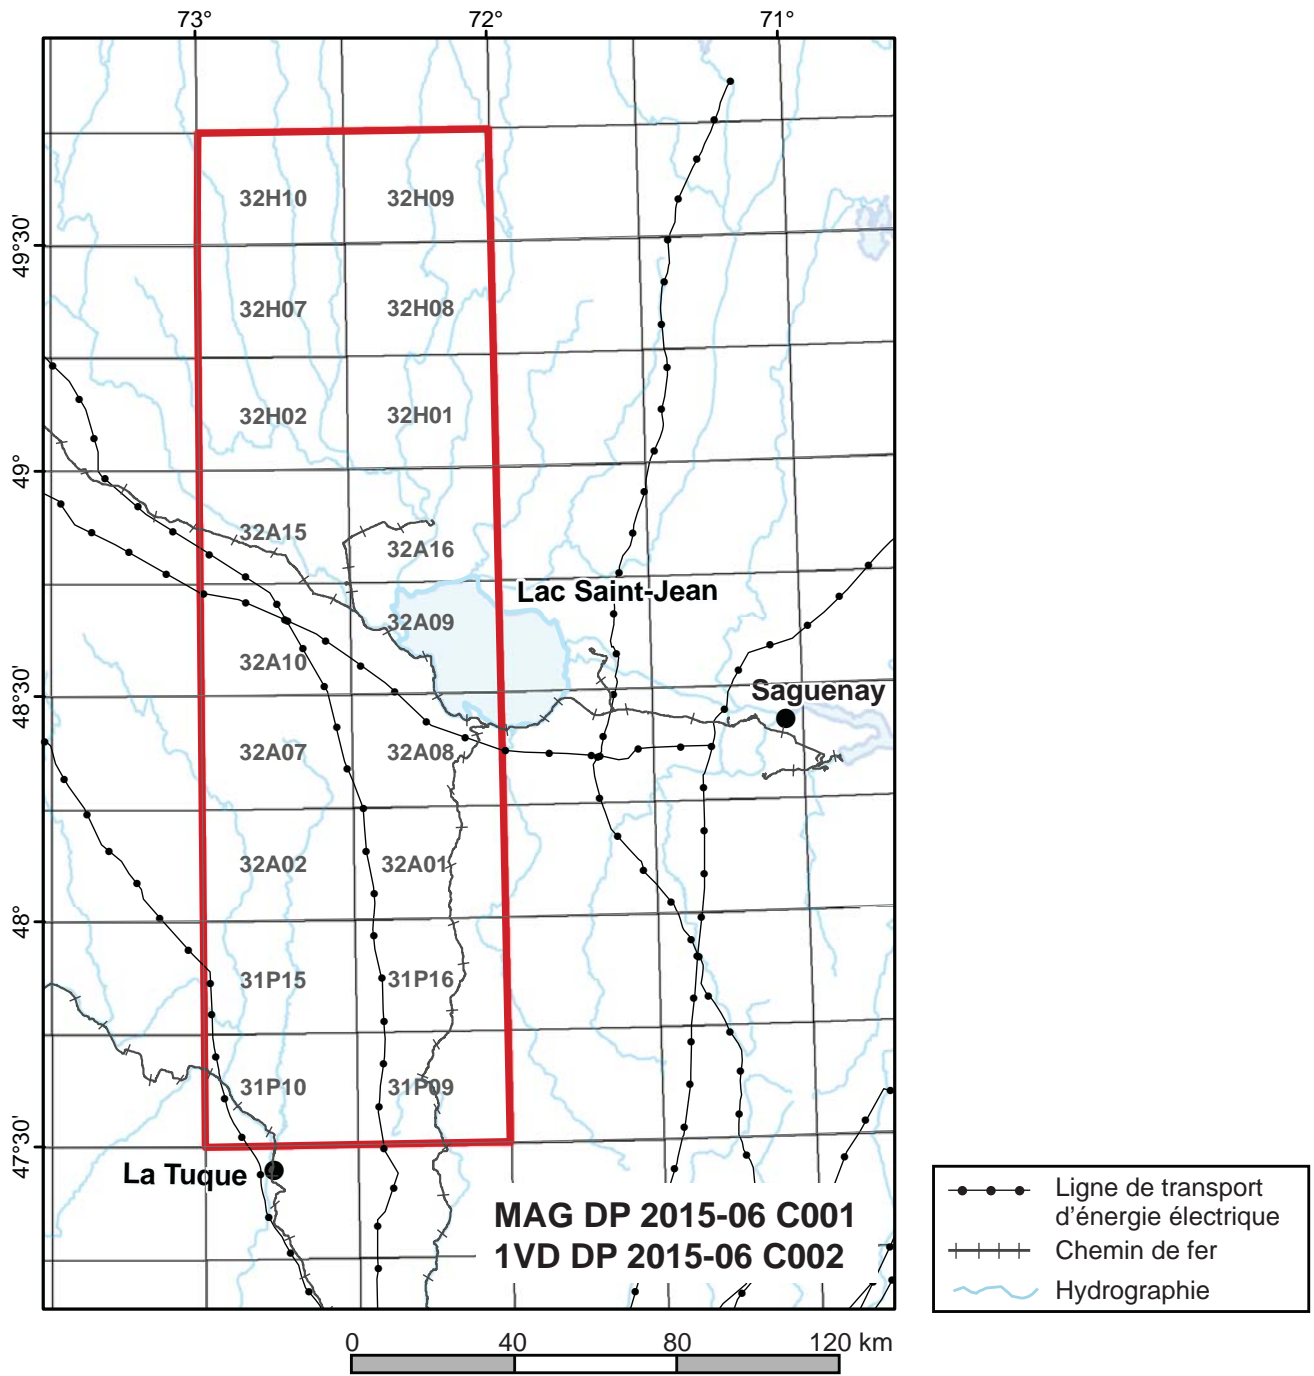 73° 72° 71°
32H10 32H09
49°30'
32H07 32H08
32H02 32H01
49°
32A15
32A16
Lac Saint-Jean
32A09
32A10
48°30'
Saguenay
32A07 32A08
32A02 32A01
48°
31P15 31P16
31P10 31P09
47°30'
La Tuque
MAG DP 2015-06 C001
1VD DP 2015-06 C002
Ligne de transport
d'énergie électrique
Chemin de fer
Hydrographie
0 40 80 120 km